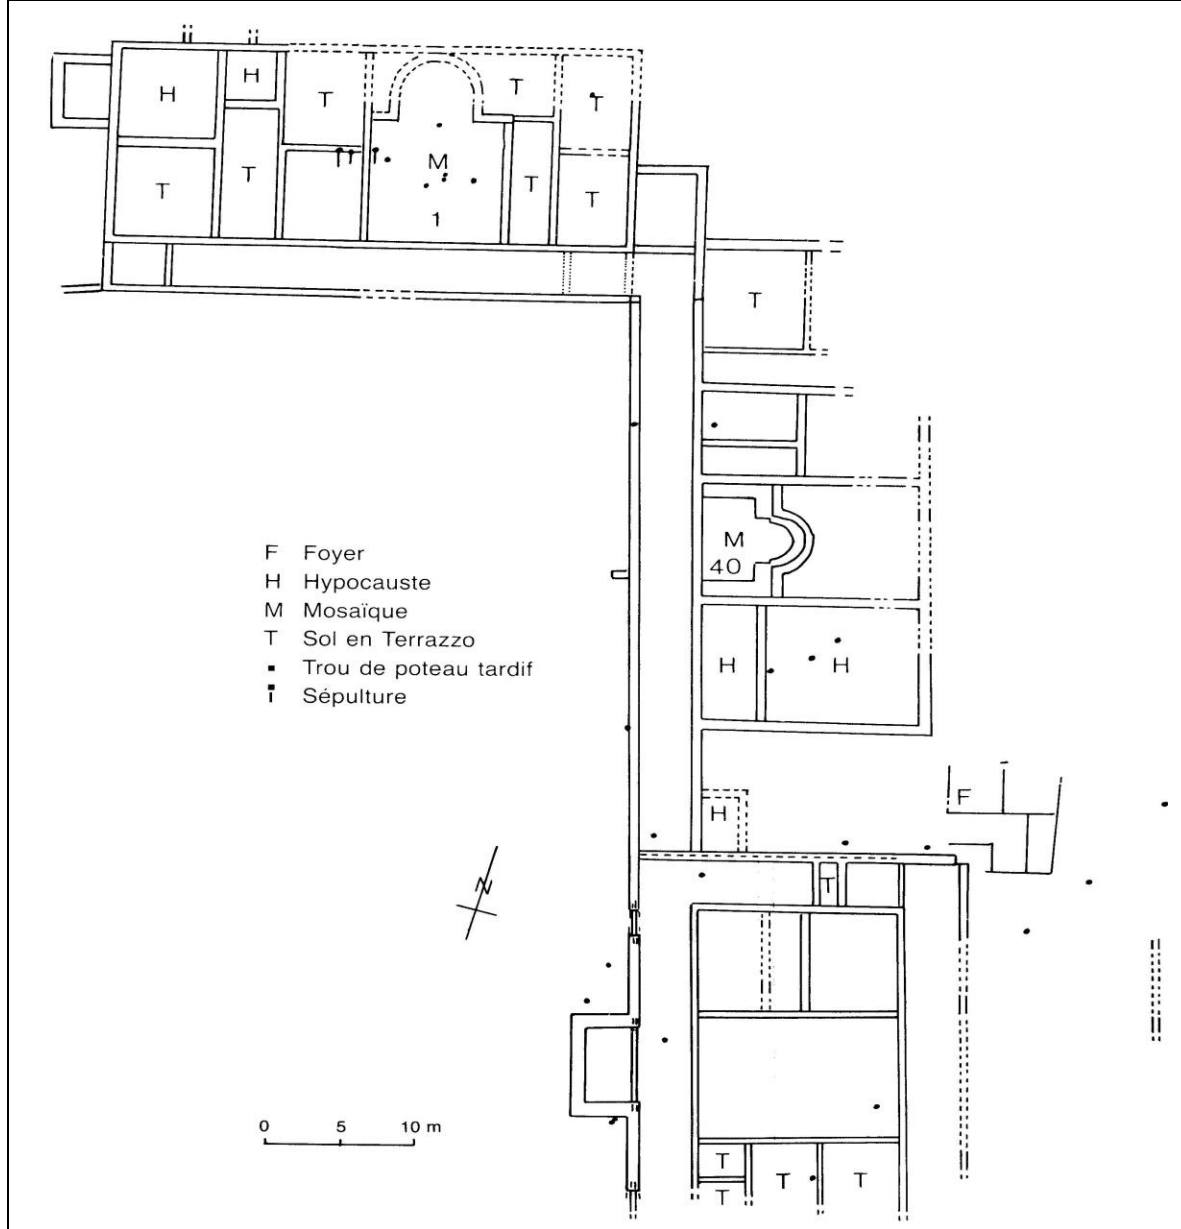 H
H
T
T
T
M
T
T
T
1
T
T
T
M
40
F Foyer
H Hypocauste
M Mosaïque
T Sol en Terrazzo
Trou de poteau tardif
Sépulture
H
H
F
H
N
T
0 5 10 m
T
T
T
T